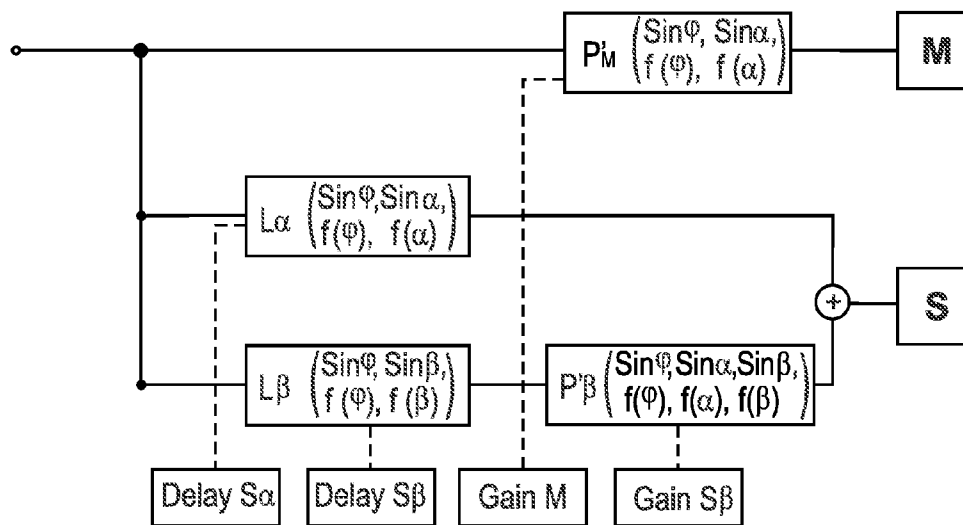 P'M (Sinφ, Sinα,
f(φ), f(α))
M
Lα (Sinφ,Sinα,
f(φ), f(α))
+
S
Lβ (Sinφ, Sinβ,
f(φ), f(β))
P'β (Sinφ,Sinα,Sinβ,
f(φ), f(α), f(β))
Delay Sα
Delay Sβ
Gain M
Gain Sβ